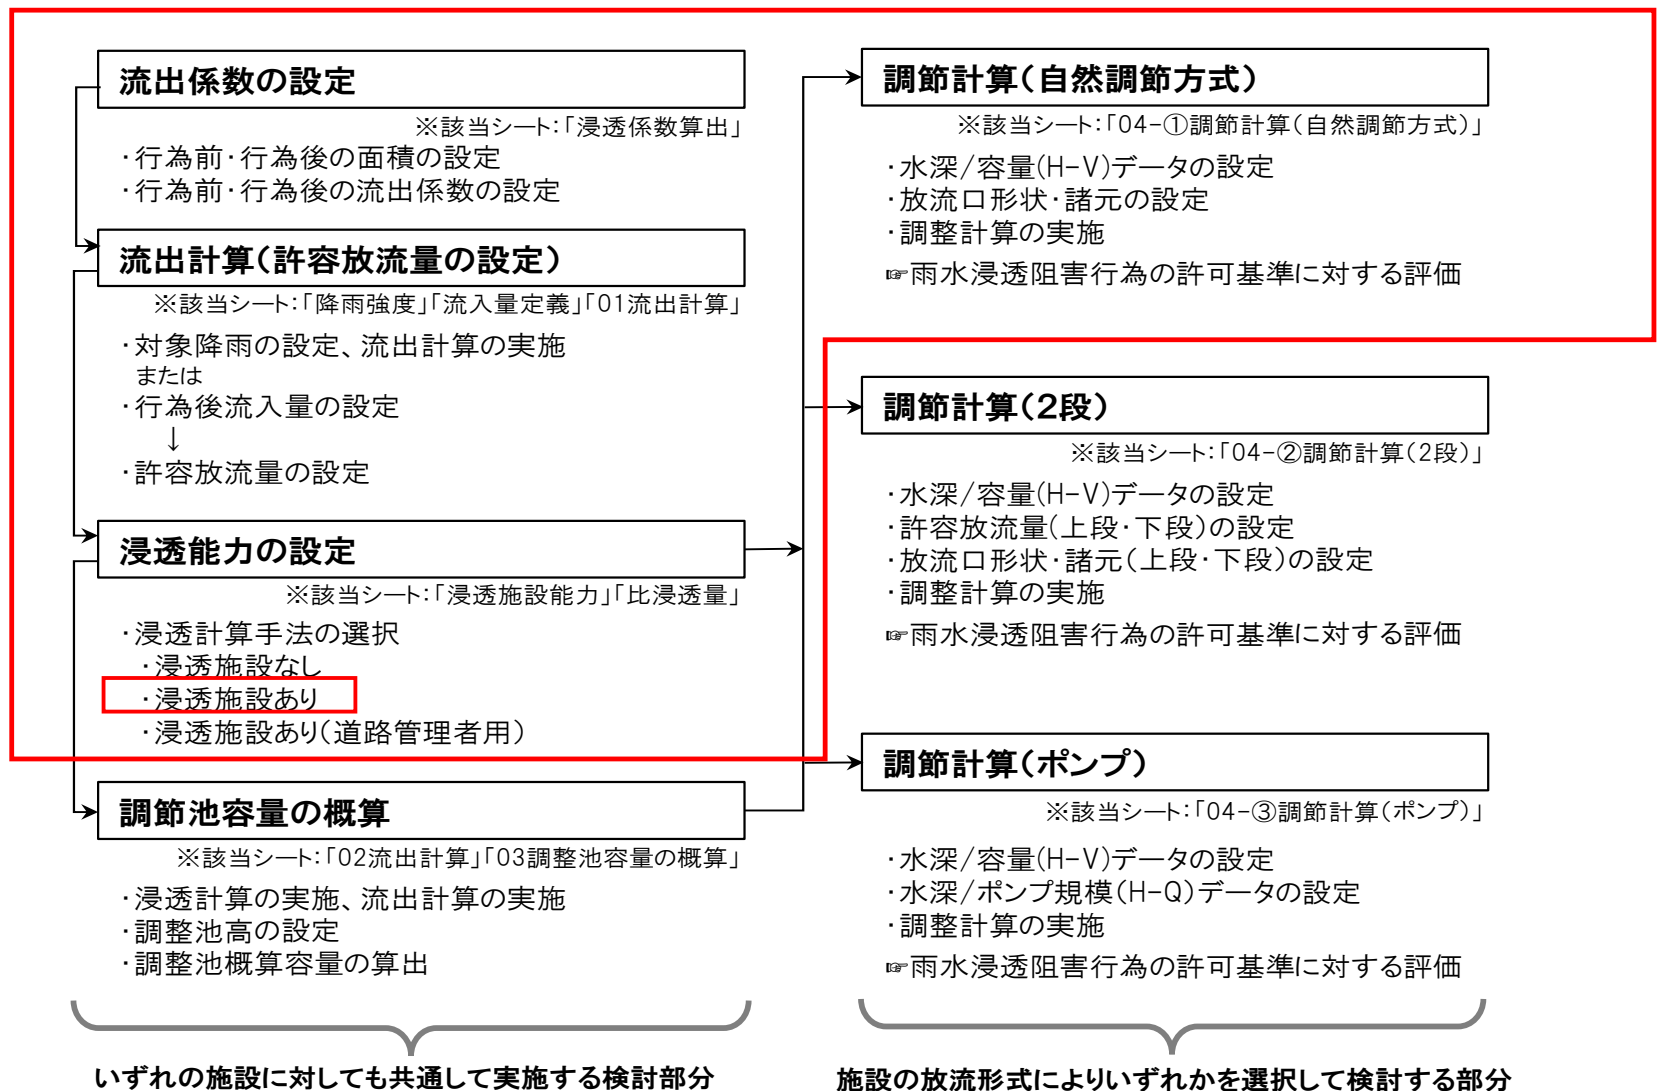 流出係数の設定
※該当シート:「浸透係数算出」
・行為前・行為後の面積の設定
・行為前・行為後の流出係数の設定
流出計算(許容放流量の設定)
※該当シート:「降雨強度」「流入量定義」「01流出計算」
・対象降雨の設定、流出計算の実施
または
・行為後流入量の設定
↓
・許容放流量の設定
浸透能力の設定
※該当シート:「浸透施設能力」「比浸透量」
・浸透計算手法の選択
・浸透施設なし
・浸透施設あり
・浸透施設あり(道路管理者用)
調節池容量の概算
※該当シート:「02流出計算」「03調整池容量の概算」
・浸透計算の実施、流出計算の実施
・調整池高の設定
・調整池概算容量の算出
いずれの施設に対しても共通して実施する検討部分
調節計算(自然調節方式)
※該当シート:「04-①調節計算(自然調節方式)」
・水深/容量(H-V)データの設定
・放流口形状・諸元の設定
・調整計算の実施
☞雨水浸透阻害行為の許可基準に対する評価
調節計算(2段)
※該当シート:「04-②調節計算(2段)」
・水深/容量(H-V)データの設定
・許容放流量(上段・下段)の設定
・放流口形状・諸元(上段・下段)の設定
・調整計算の実施
☞雨水浸透阻害行為の許可基準に対する評価
調節計算(ポンプ)
※該当シート:「04-③調節計算(ポンプ)」
・水深/容量(H-V)データの設定
・水深/ポンプ規模(H-Q)データの設定
・調整計算の実施
☞雨水浸透阻害行為の許可基準に対する評価
施設の放流形式によりいずれかを選択して検討する部分